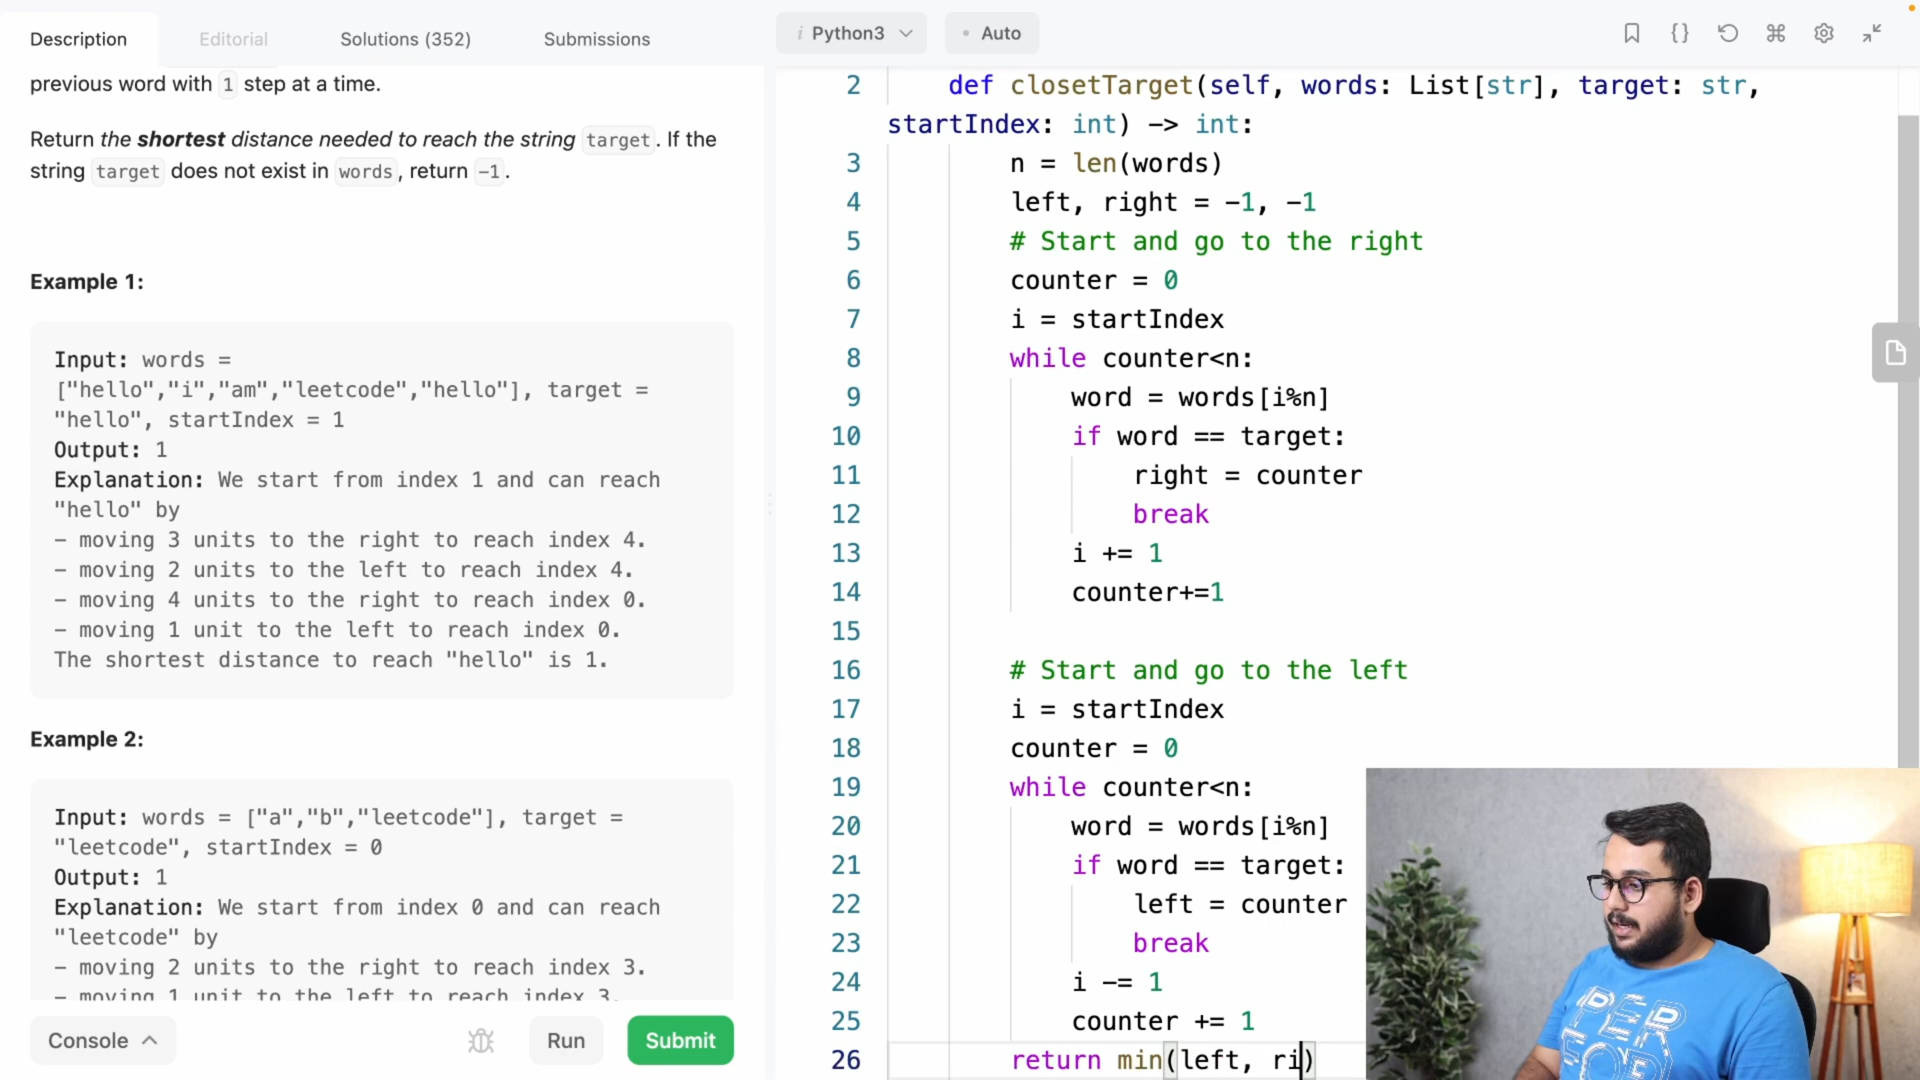 Description
Editorial
Solutions (352)
Submissions
previous word with 1 step at a time.
Return the shortest distance needed to reach the string target. If the
string target does not exist in words, return -1.
Example 1:
Input: words =
["hello","i","am","leetcode","hello"], target =
"hello", startIndex = 1
Output: 1
Explanation: We start from index 1 and can reach
"hello" by
- moving 3 units to the right to reach index 4.
- moving 2 units to the left to reach index 4.
- moving 4 units to the right to reach index 0.
- moving 1 unit to the left to reach index 0.
The shortest distance to reach "hello" is 1.
Example 2:
Input: words = ["a","b","leetcode"], target =
"leetcode", startIndex = 0
Output: 1
Explanation: We start from index 0 and can reach
"leetcode" by
- moving 2 units to the right to reach index 3.
- moving 1 unit to the left to reach index 3.
Console
Run
Submit
i Python3
Auto
2 def closetTarget(self, words: List[str], target: str,
startIndex: int) -> int:
3 n = len(words)
4 left, right = -1, -1
5 # Start and go to the right
6 counter = 0
7 i = startIndex
8 while counter<n:
9 word = words[i%n]
10 if word == target:
11 right = counter
12 break
13 i += 1
14 counter+=1
15
16 # Start and go to the left
17 i = startIndex
18 counter = 0
19 while counter<n:
20 word = words[i%n]
21 if word == target:
22 left = counter
23 break
24 i -= 1
25 counter += 1
26 return min(left, ri)